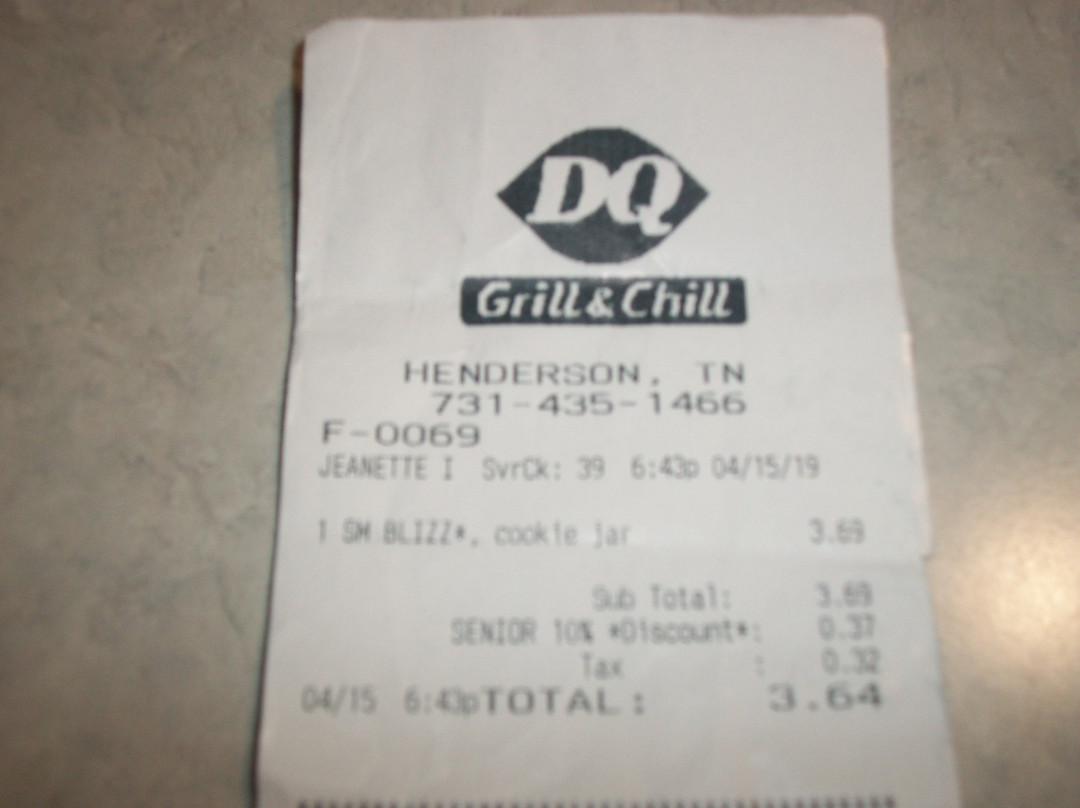 DQ
Grill & Chill
HENDERSON, TN
731-435-1466
F-0069
JEANETTE I SvrCk: 39 6:43p 04/15/19
1 SM BLIZZ*, cookie jar 3.69
Sub Total: 3.69
SENIOR 10% *Discount*: 0.37
Tax : 0.32
04/15 6:43p TOTAL: 3.64